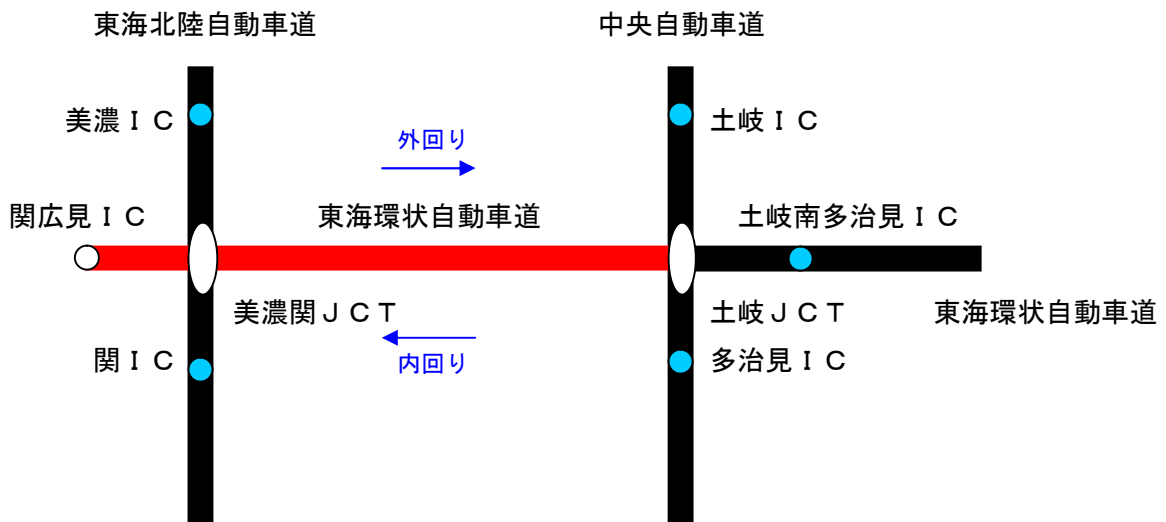 東海北陸自動車道
中央自動車道
美濃ＩＣ
外回り
土岐ＩＣ
関広見ＩＣ
東海環状自動車道
土岐南多治見ＩＣ
美濃関ＪＣＴ
土岐ＪＣＴ
東海環状自動車道
関ＩＣ
内回り
多治見ＩＣ